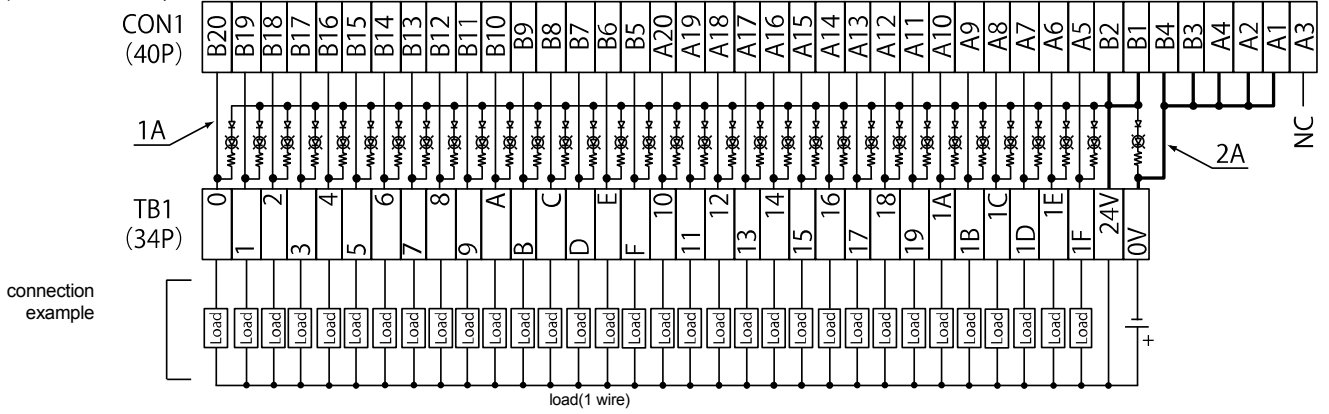 CON1
(40P)
B20 B19 B18 B17 B16 B15 B14 B13 B12 B11 B10 B9 B8 B7 B6 B5 A20 A19 A18 A17 A16 A15 A14 A13 A12 A11 A10 A9 A8 A7 A6 A5 B2 B1 B4 B3 A4 A2 A1 A3
1A
2A
NC
TB1
(34P)
0 1 2 3 4 5 6 7 8 9 A B C D E F 10 11 12 13 14 15 16 17 18 19 1A 1B 1C 1D 1E 1F 24V 0V
connection
example
Load Load Load Load Load Load Load Load Load Load Load Load Load Load Load Load Load Load Load Load Load Load Load Load Load Load Load Load Load Load Load Load
+
load(1 wire)